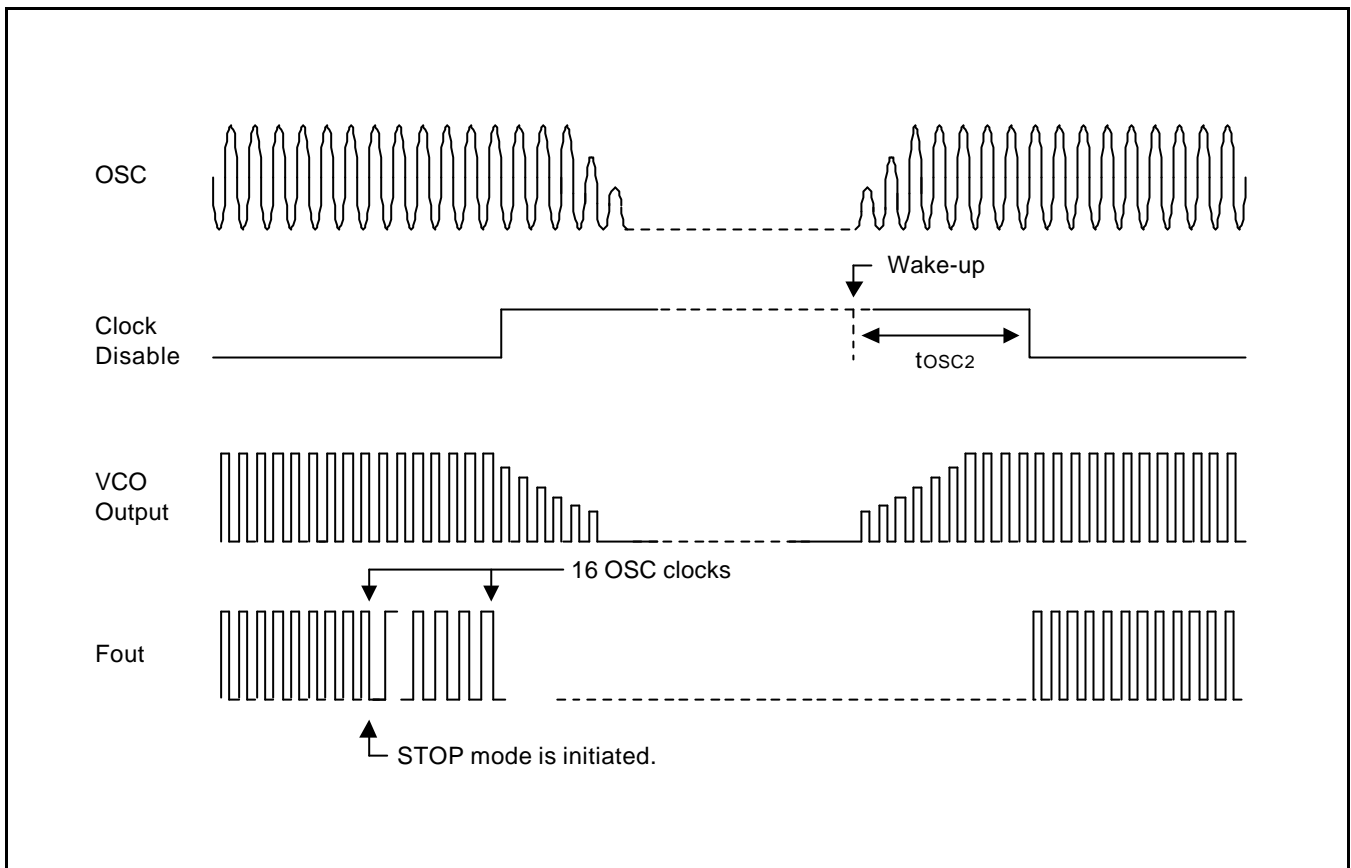 OSC
Wake-up
Clock
Disable
tOSC2
VCO
Output
16 OSC clocks
Fout
STOP mode is initiated.